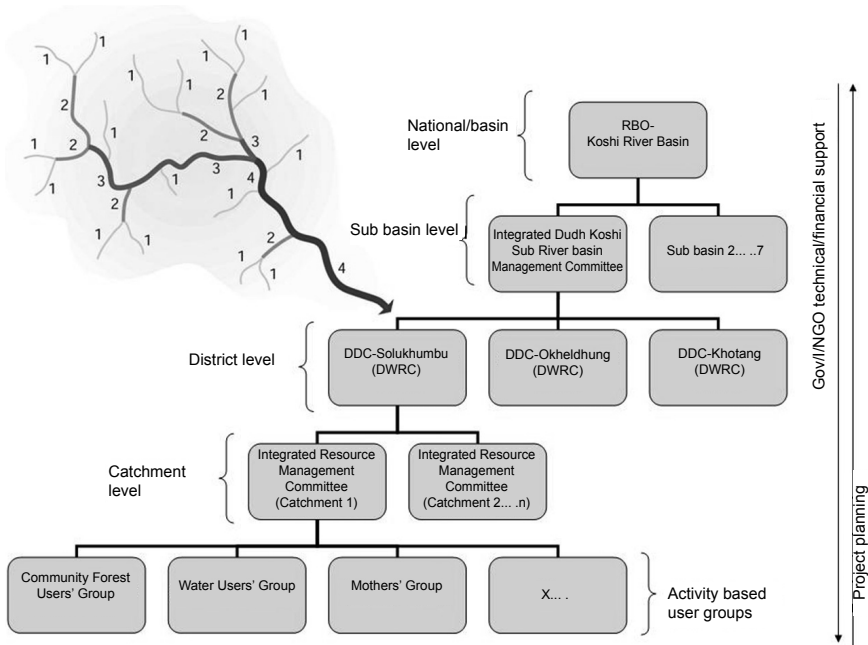 1
1
1
1
1
1
1
1
2
2
2
1
1
2
3
1
1
3
3
4
1
1
2
1
1
1
2
4
1
1
National/basin
level
RBO-
Koshi River Basin
Sub basin level
Integrated Dudh Koshi
Sub River basin
Management Committee
Sub basin 2... ..7
District level
DDC-Solukhumbu
(DWRC)
DDC-Okheldhung
(DWRC)
DDC-Khotang
(DWRC)
Catchment
level
Integrated Resource
Management
Committee
(Catchment 1)
Integrated Resource
Management
Committee
(Catchment 2... .n)
Community Forest
Users' Group
Water Users' Group
Mothers' Group
X... .
Activity based
user groups
Gov/I/NGO technical/financial support
Project planning